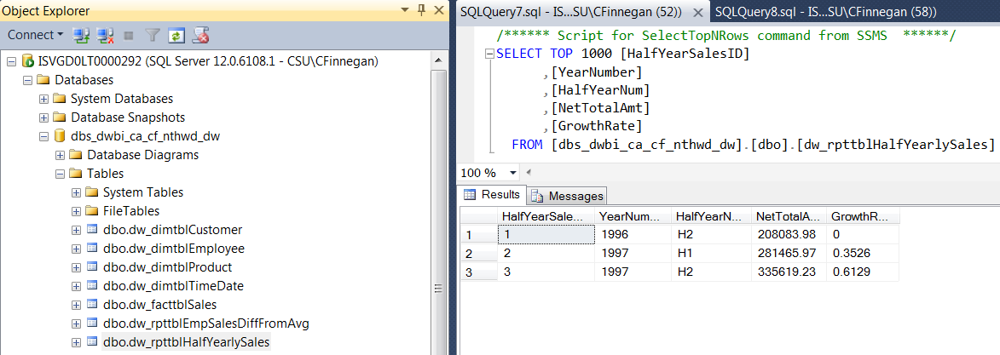 Object Explorer
Connect
ISVGD0LT0000292 (SQL Server 12.0.6108.1 - CSU\CFinnegan)
Databases
System Databases
Database Snapshots
dbs_dwbi_ca_cf_nthwd_dw
Database Diagrams
Tables
System Tables
FileTables
dbo.dw_dimtblCustomer
dbo.dw_dimtblEmployee
dbo.dw_dimtblProduct
dbo.dw_dimtblTimeDate
dbo.dw_facttblSales
dbo.dw_rpttblEmpSalesDiffFromAvg
dbo.dw_rpttblHalfYearlySales
SQLQuery7.sql - IS...SU\CFinnegan (52)) SQLQuery8.sql - IS...SU\CFinnegan (58))
/****** Script for SelectTopNRows command from SSMS ******/
SELECT TOP 1000 [HalfYearSalesID]
,[YearNumber]
,[HalfYearNum]
,[NetTotalAmt]
,[GrowthRate]
FROM [dbs_dwbi_ca_cf_nthwd_dw].[dbo].[dw_rpttblHalfYearlySales]
100 %
Results Messages
HalfYearSale... YearNum... HalfYearN... NetTotalA... GrowthR...
1 1 1996 H2 208083.98 0
2 2 1997 H1 281465.97 0.3526
3 3 1997 H2 335619.23 0.6129